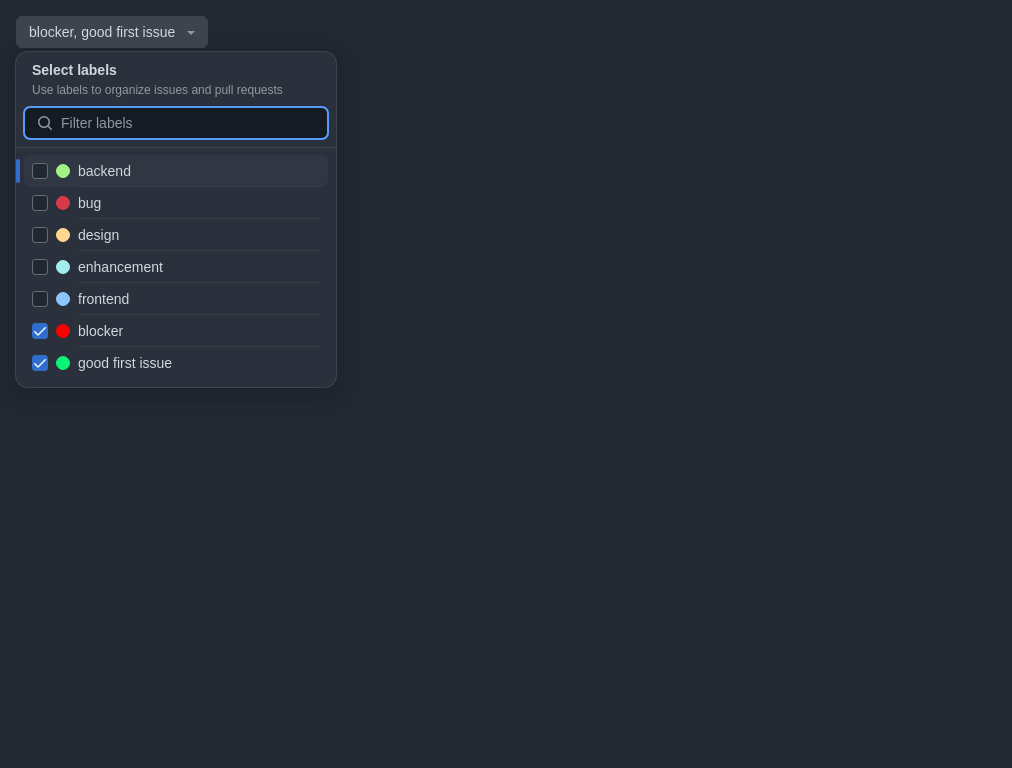 blocker, good first issue
Select labels
Use labels to organize issues and pull requests
Filter labels
backend
bug
design
enhancement
frontend
blocker
good first issue